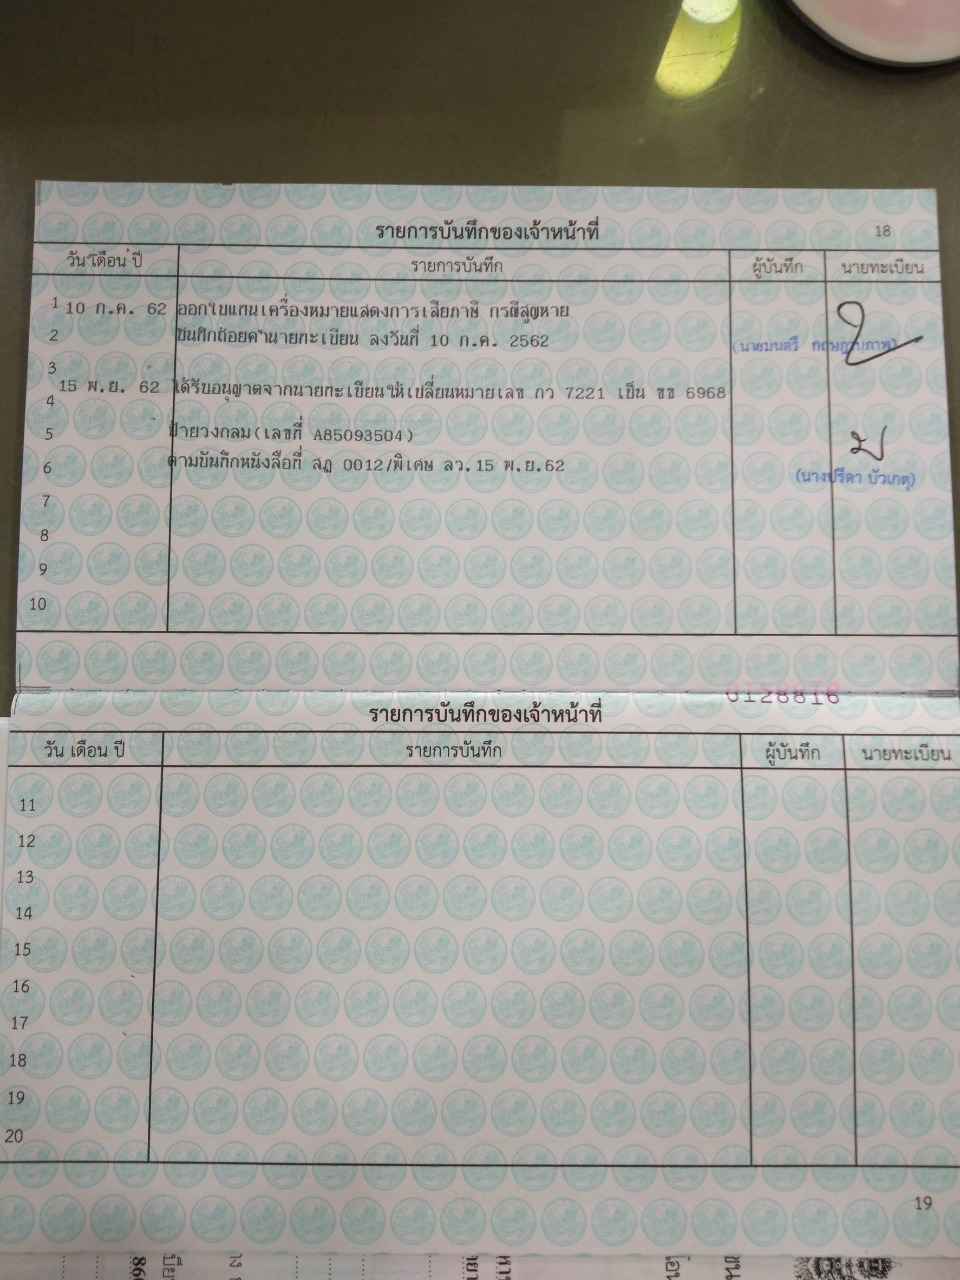 รายการบันทึกของเจ้าหน้าที่ 18
วัน เดือน ปี รายการบันทึก ผู้บันทึก นายทะเบียน
1 10 ก.ค. 62 ออกใบแทนเครื่องหมายแสดงการเสียภาษี กรณีสูญหาย
2 บันทึกถ้อยคำนายทะเบียน ลงวันที่ 10 ก.ค. 2562 (นายมนตรี
3
4 15 พ.ย. 62 ได้รับอนุญาตจากนายทะเบียนให้เปลี่ยนหมายเลข กว 7221 เป็น ขข 6968
5 ป้ายวงกลม(เลขที่ A85093504)
6 ตามบันทึกหนังสือที่ สฎ 0012/พิเศษ ลว.15 พ.ย.62 (นางปรีดา บัวเกตุ)
7
8
9
10
0128816
รายการบันทึกของเจ้าหน้าที่
วัน เดือน ปี รายการบันทึก ผู้บันทึก นายทะเบียน
11
12
13
14
15
16
17
18
19
20
19